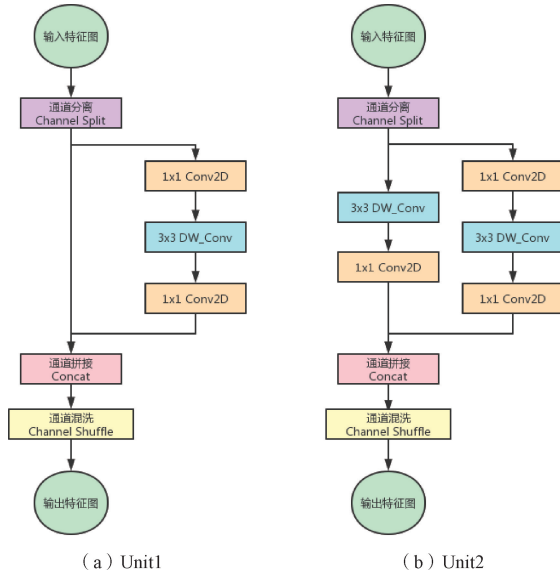 输入特征图
通道分离
Channel Split
1x1 Conv2D
3x3 DW_Conv
1x1 Conv2D
通道拼接
Concat
通道混洗
Channel Shuffle
输出特征图
(a) Unit1
输入特征图
通道分离
Channel Split
3x3 DW_Conv
1x1 Conv2D
1x1 Conv2D
3x3 DW_Conv
1x1 Conv2D
通道拼接
Concat
通道混洗
Channel Shuffle
输出特征图
(b) Unit2